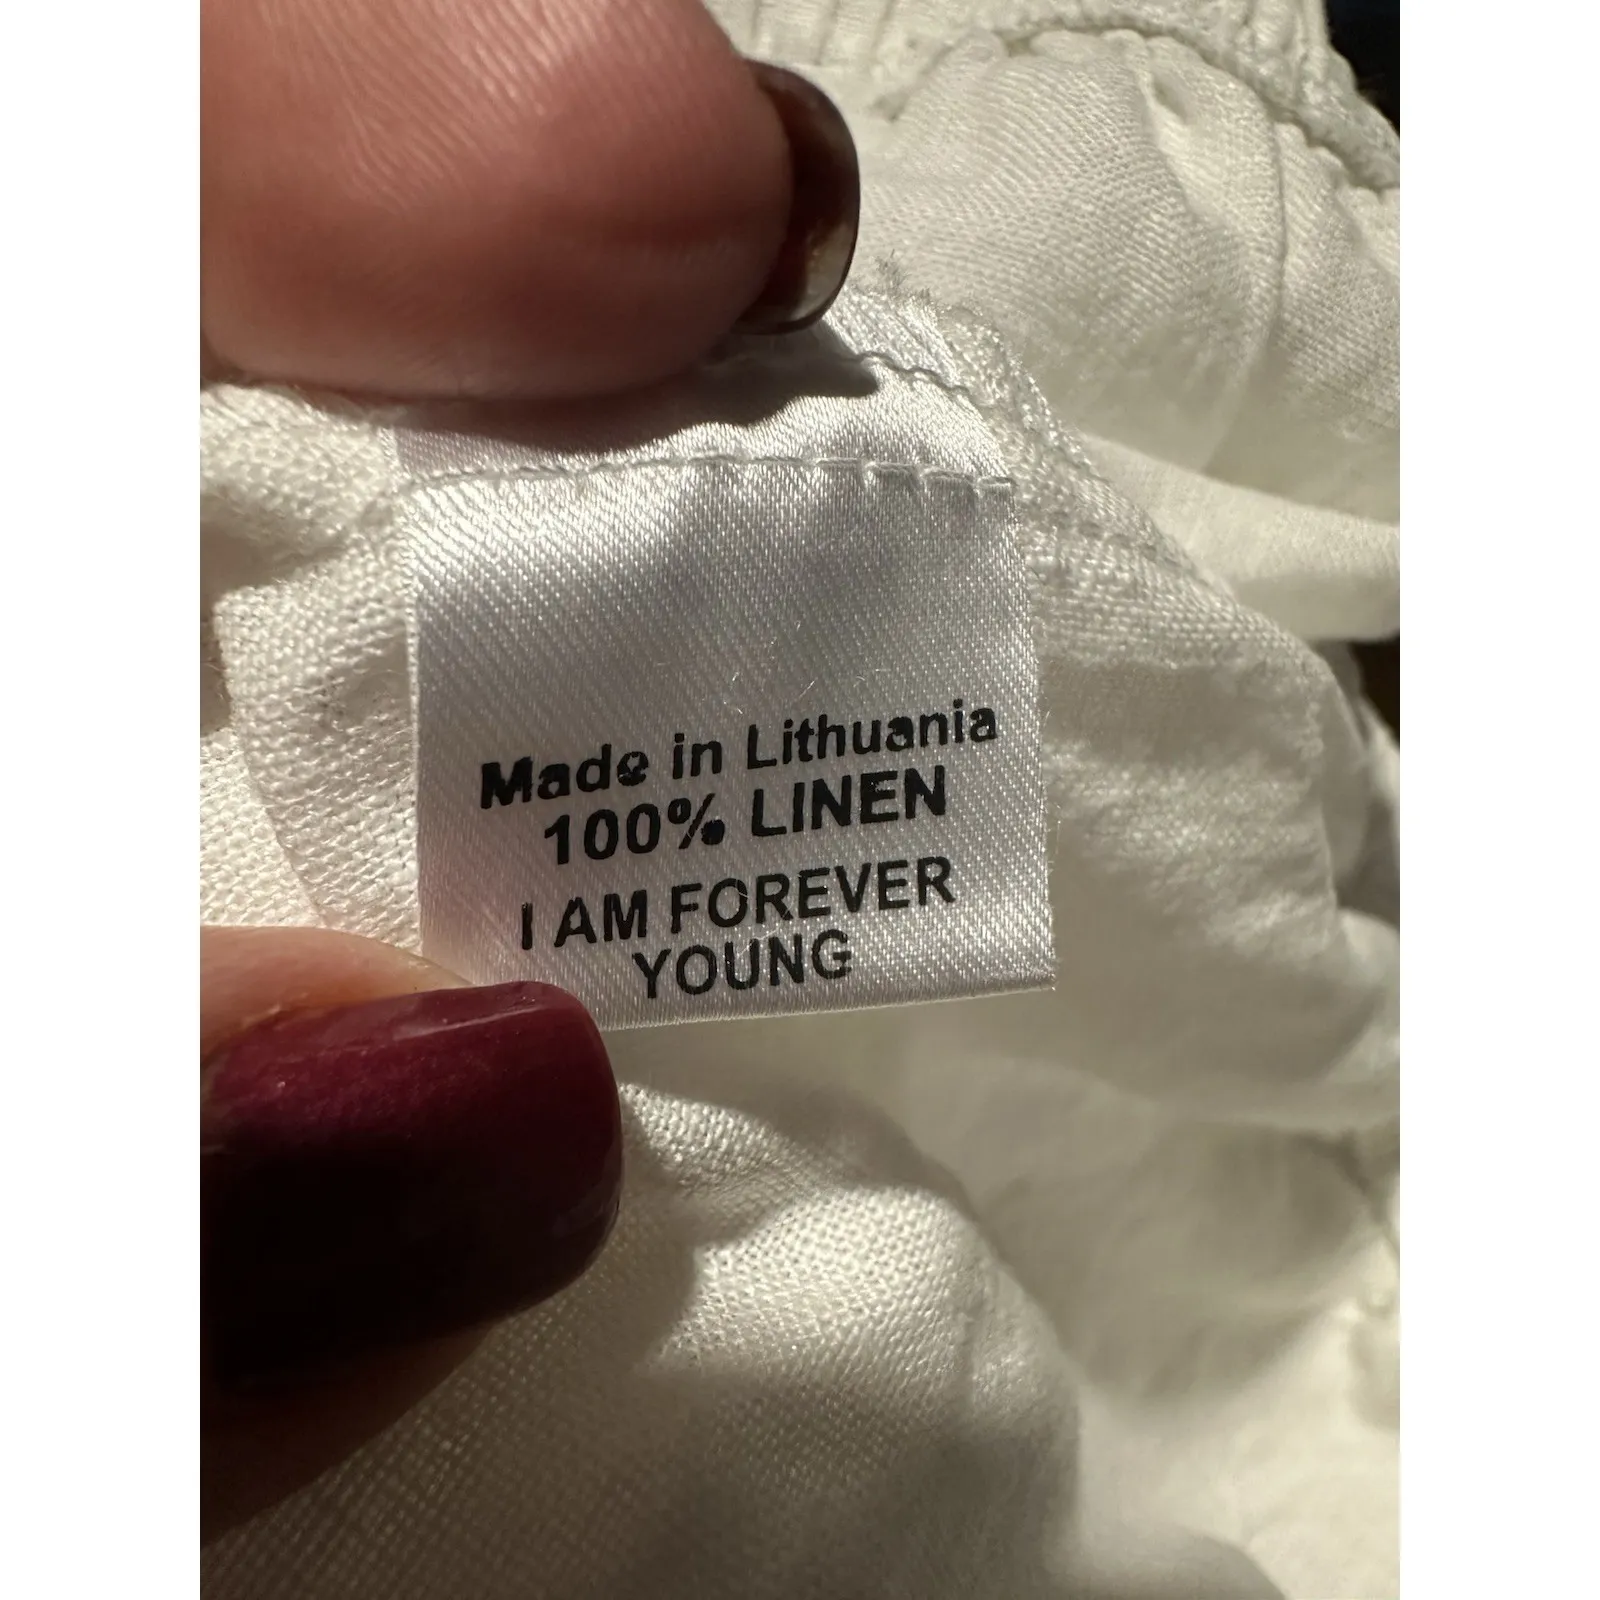 Made in Lithuania
100% LINEN
I AM FOREVER
YOUNG